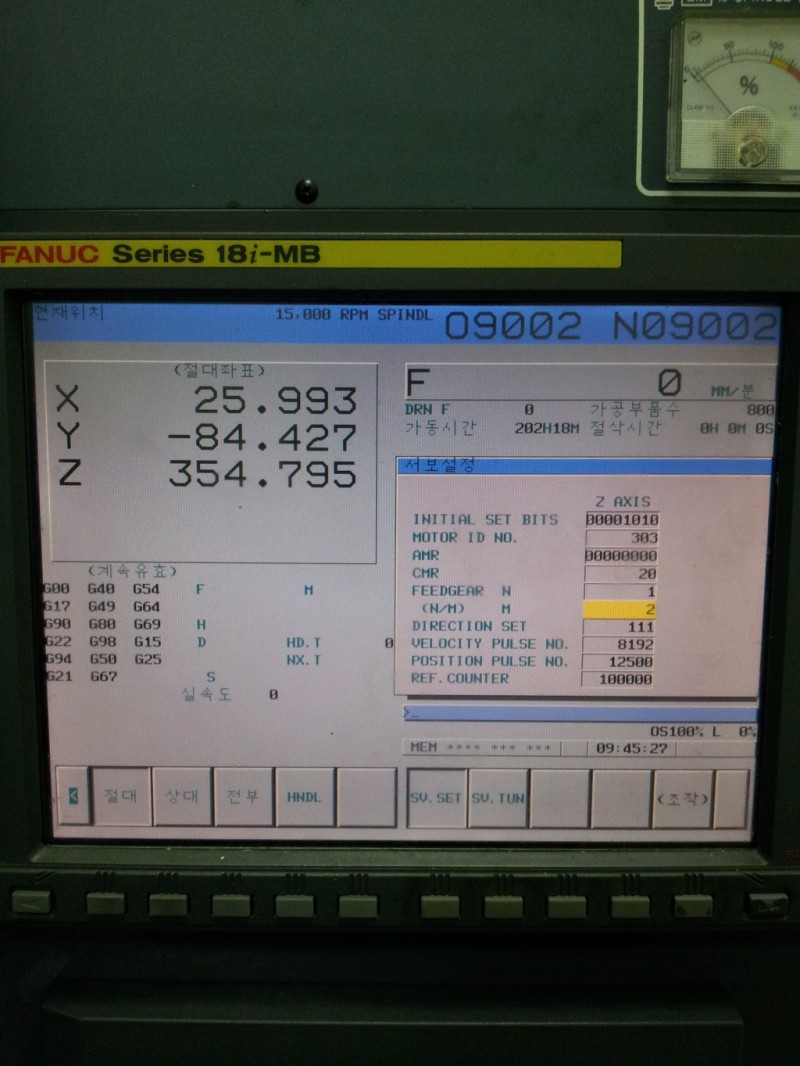 50 100
%
FANUC Series 18i-MB
현재위치 15,000 RPM SPINDL O9002 N09002
(절대좌표)
X 25.993
Y -84.427
Z 354.795
F 0 MM/분
DRN F 0 가공부품수 800
가동시간 202H18M 절삭시간 0H 0M 0S
서보설정
Z AXIS
INITIAL SET BITS 00001010
MOTOR ID NO. 303
AMR 00000000
CMR 20
FEEDGEAR N 1
(N/M) M 2
DIRECTION SET 111
VELOCITY PULSE NO. 8192
POSITION PULSE NO. 12500
REF.COUNTER 100000
(계속유효)
G00 G40 G54 F M
G17 G49 G64
G90 G80 G69 H
G22 G98 G15 D HD.T 0
G94 G50 G25 NX.T
G21 G67 S
실속도 0
>_
OS100% L 0%
MEM **** *** *** 09:45:27
< 절대 상대 전부 HNDL SV.SET SV.TUN (조작)